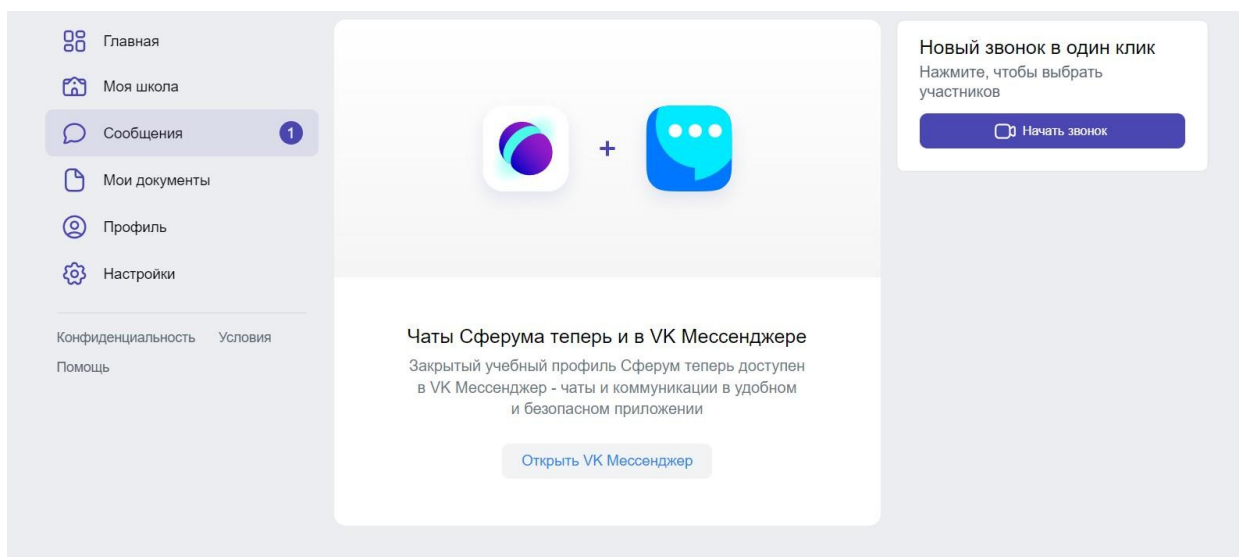 Главная
Моя школа
Сообщения 1
Мои документы
Профиль
Настройки
Конфиденциальность Условия
Помощь
Чаты Сферума теперь и в VK Мессенджере
Закрытый учебный профиль Сферум теперь доступен
в VK Мессенджер - чаты и коммуникации в удобном
и безопасном приложении
Открыть VK Мессенджер
Новый звонок в один клик
Нажмите, чтобы выбрать
участников
Начать звонок